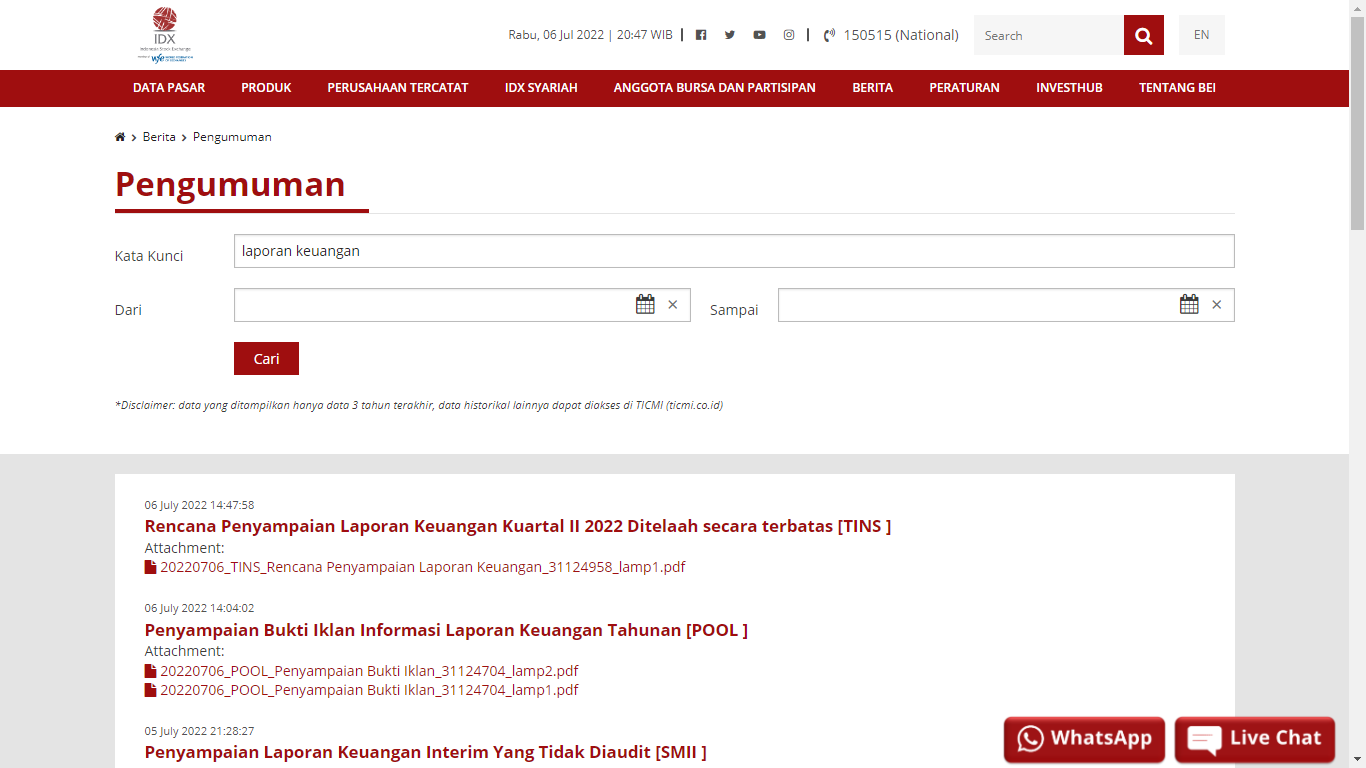 IDX
Indonesia Stock Exchange
Rabu, 06 Jul 2022 | 20:47 WIB
150515 (National)
Search
EN
DATA PASAR
PRODUK
PERUSAHAAN TERCATAT
IDX SYARIAH
ANGGOTA BURSA DAN PARTISIPAN
BERITA
PERATURAN
INVESTHUB
TENTANG BEI
Berita
Pengumuman
Pengumuman
Kata Kunci
laporan keuangan
Dari
Sampai
Cari
*Disclaimer: data yang ditampilkan hanya data 3 tahun terakhir, data historikal lainnya dapat diakses di TICMI (ticmi.co.id)
06 July 2022 14:47:58
Rencana Penyampaian Laporan Keuangan Kuartal II 2022 Ditelaah secara terbatas [TINS ]
Attachment:
20220706_TINS_Rencana Penyampaian Laporan Keuangan_31124958_lamp1.pdf
06 July 2022 14:04:02
Penyampaian Bukti Iklan Informasi Laporan Keuangan Tahunan [POOL ]
Attachment:
20220706_POOL_Penyampaian Bukti Iklan_31124704_lamp2.pdf
20220706_POOL_Penyampaian Bukti Iklan_31124704_lamp1.pdf
05 July 2022 21:28:27
Penyampaian Laporan Keuangan Interim Yang Tidak Diaudit [SMII ]
WhatsApp
Live Chat